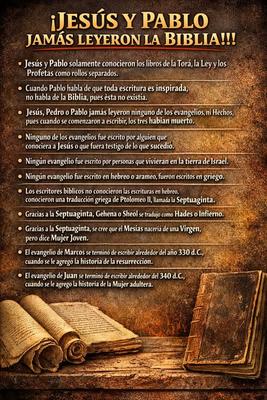 ¡JESÚS Y PABLO
JAMÁS LEYERON LA BIBLIA!!!
• Jesús y Pablo solamente conocieron los libros de la Torá, la Ley y los
Profetas como rollos separados.
• Cuando Pablo habla de que toda escritura es inspirada,
no habla de la Biblia, pues ésta no existía.
• Jesús, Pedro o Pablo jamás leyeron ninguno de los evangelios, ni Hechos,
pues cuando se comenzaron a escribir, los tres habían muerto.
• Ninguno de los evangelios fue escrito por alguien que
conociera a Jesús o que fuera testigo de lo que sucedio.
• Ningún evangelio fue escrito por personas que vivieran en la tierra de Israel.
• Ningún evangelio fue escrito en hebreo o arameo, fueron escritos en griego.
• Los escritores bíblicos no conocieron las escrituras en hebreo,
conocieron una traducción griega de Ptolomeo II, llamada la Septuaginta.
• Gracias a la Septuaginta, Gehena o Sheol se tradujo como Hades o Infierno.
• Gracias a la Septuaginta, se cree que el Mesías nacería de una Virgen,
pero dice Mujer Joven.
• El evangelio de Marcos se terminó de escribir alrededor del año 330 d.C.,
cuando se le agregó la historia de la resurreccion.
• El evangelio de Juan se termino de escribir alrededor del 340 d.C.,
cuando se le agregó la historia de la Mujer adultera.